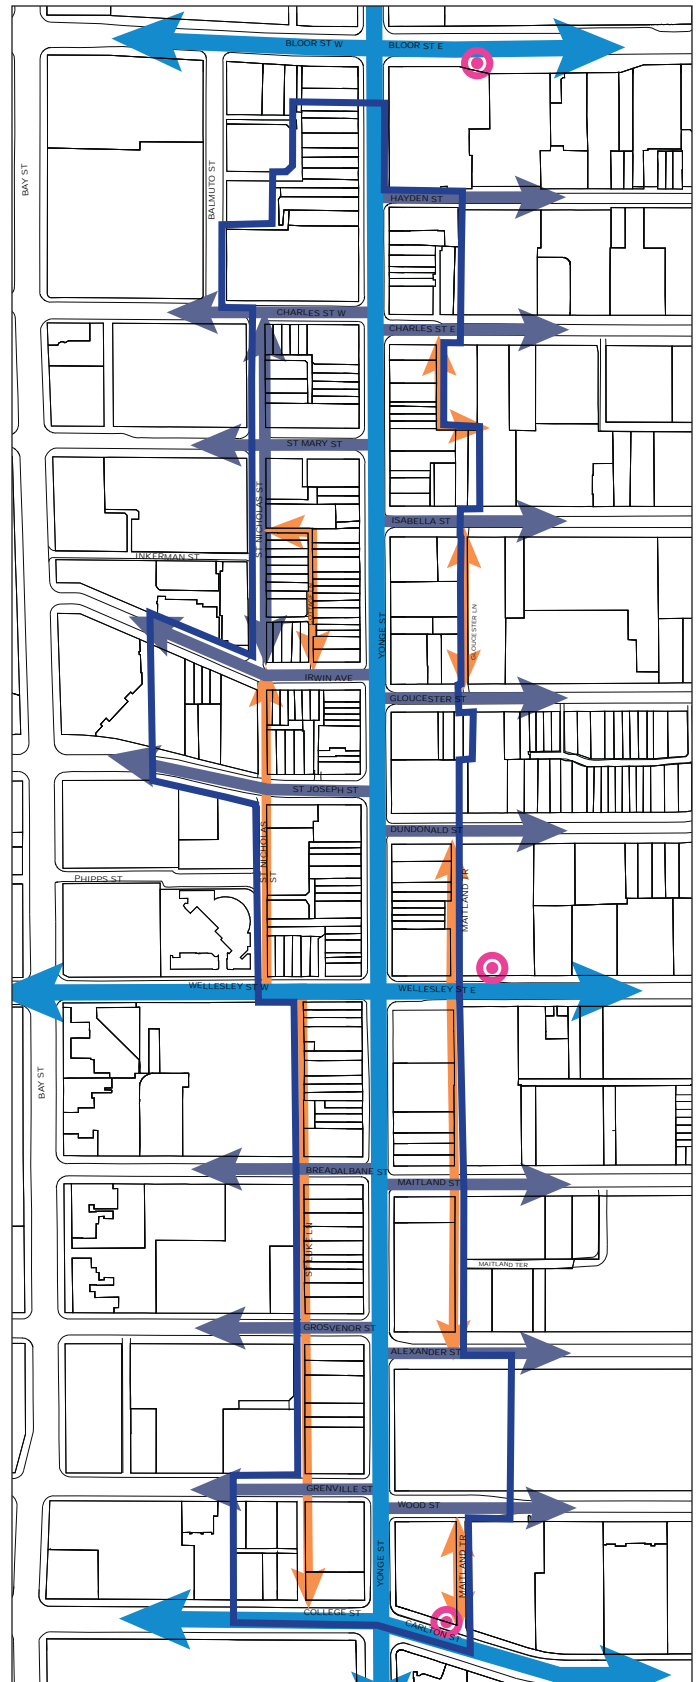 BLOOR ST W
BLOOR ST E
BAY ST
BALMUTO ST
HAYDEN ST
CHARLES ST W
CHARLES ST E
ST MARY ST
ST NICHOLAS ST
ISABELLA ST
INKERMAN ST
YONGE ST
GLOUCESTER LN
IRWIN AVE
GLOUCESTER ST
ST JOSEPH ST
DUNDONALD ST
ST NICHOLAS
ST
PHIPPS ST
MAITLAND TR
WELLESLEY ST W
WELLESLEY ST E
BAY ST
BREADALBANE ST
MAITLAND ST
ST LUKE LN
MAITLAND TER
GROSVENOR ST
ALEXANDER ST
GRENVILLE ST
WOOD ST
YONGE ST
MAITLAND TR
COLLEGE ST
CARLTON ST